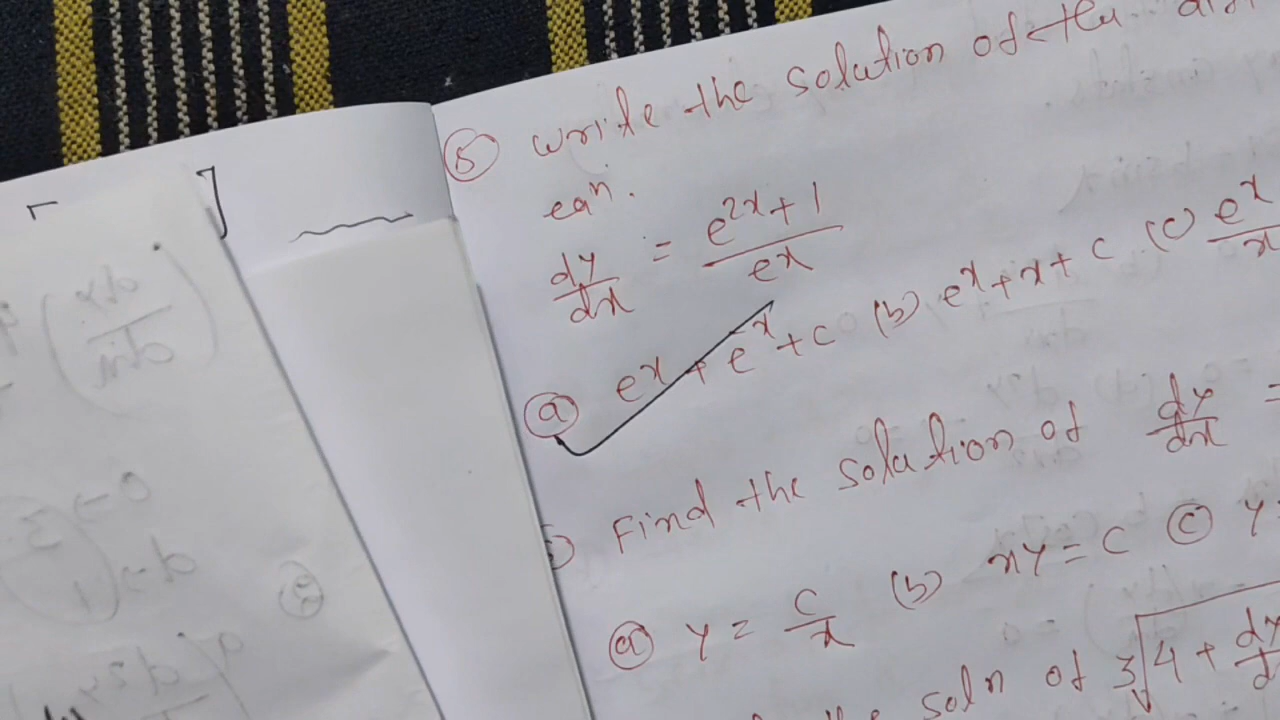 ⑤ Write the solution of the
eqn.
dy/dx = (e^2x + 1)/e^x
ⓐ e^x + e^x + c (b) e^x + x + c (c) e^x/x
Find the solution of dy/dx =
ⓐ y = c/x (b) xy = c ⓒ y =
soln of ∛4 + dy/d